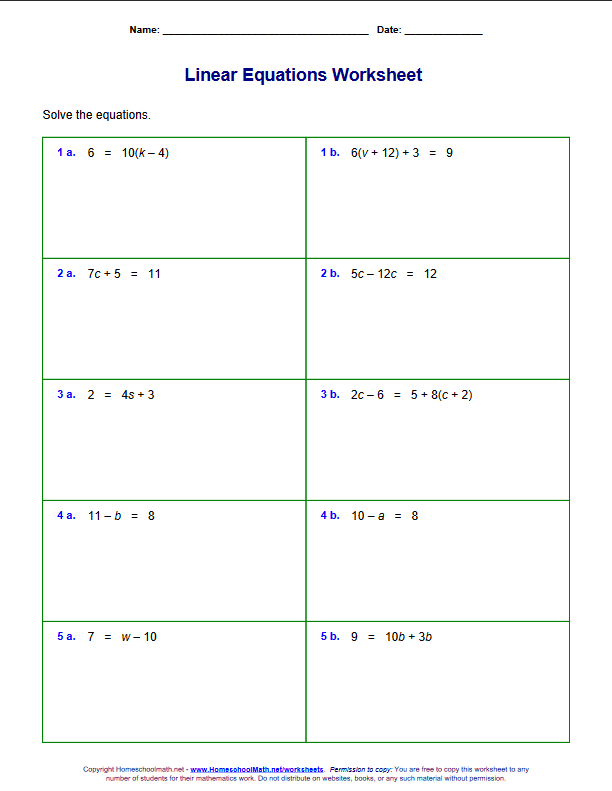 Name: ___________________________________ Date: _____________
Linear Equations Worksheet
Solve the equations.
1 a. 6 = 10(k – 4)
1 b. 6(v + 12) + 3 = 9
2 a. 7c + 5 = 11
2 b. 5c – 12c = 12
3 a. 2 = 4s + 3
3 b. 2c – 6 = 5 + 8(c + 2)
4 a. 11 – b = 8
4 b. 10 – a = 8
5 a. 7 = w – 10
5 b. 9 = 10b + 3b
Copyright HomeschoolMath.net - www.HomeschoolMath.net/worksheets. Permission to copy: You are free to copy this worksheet to any
number of students for their mathematics work. Do not distribute on websites, books, or any such material without permission.